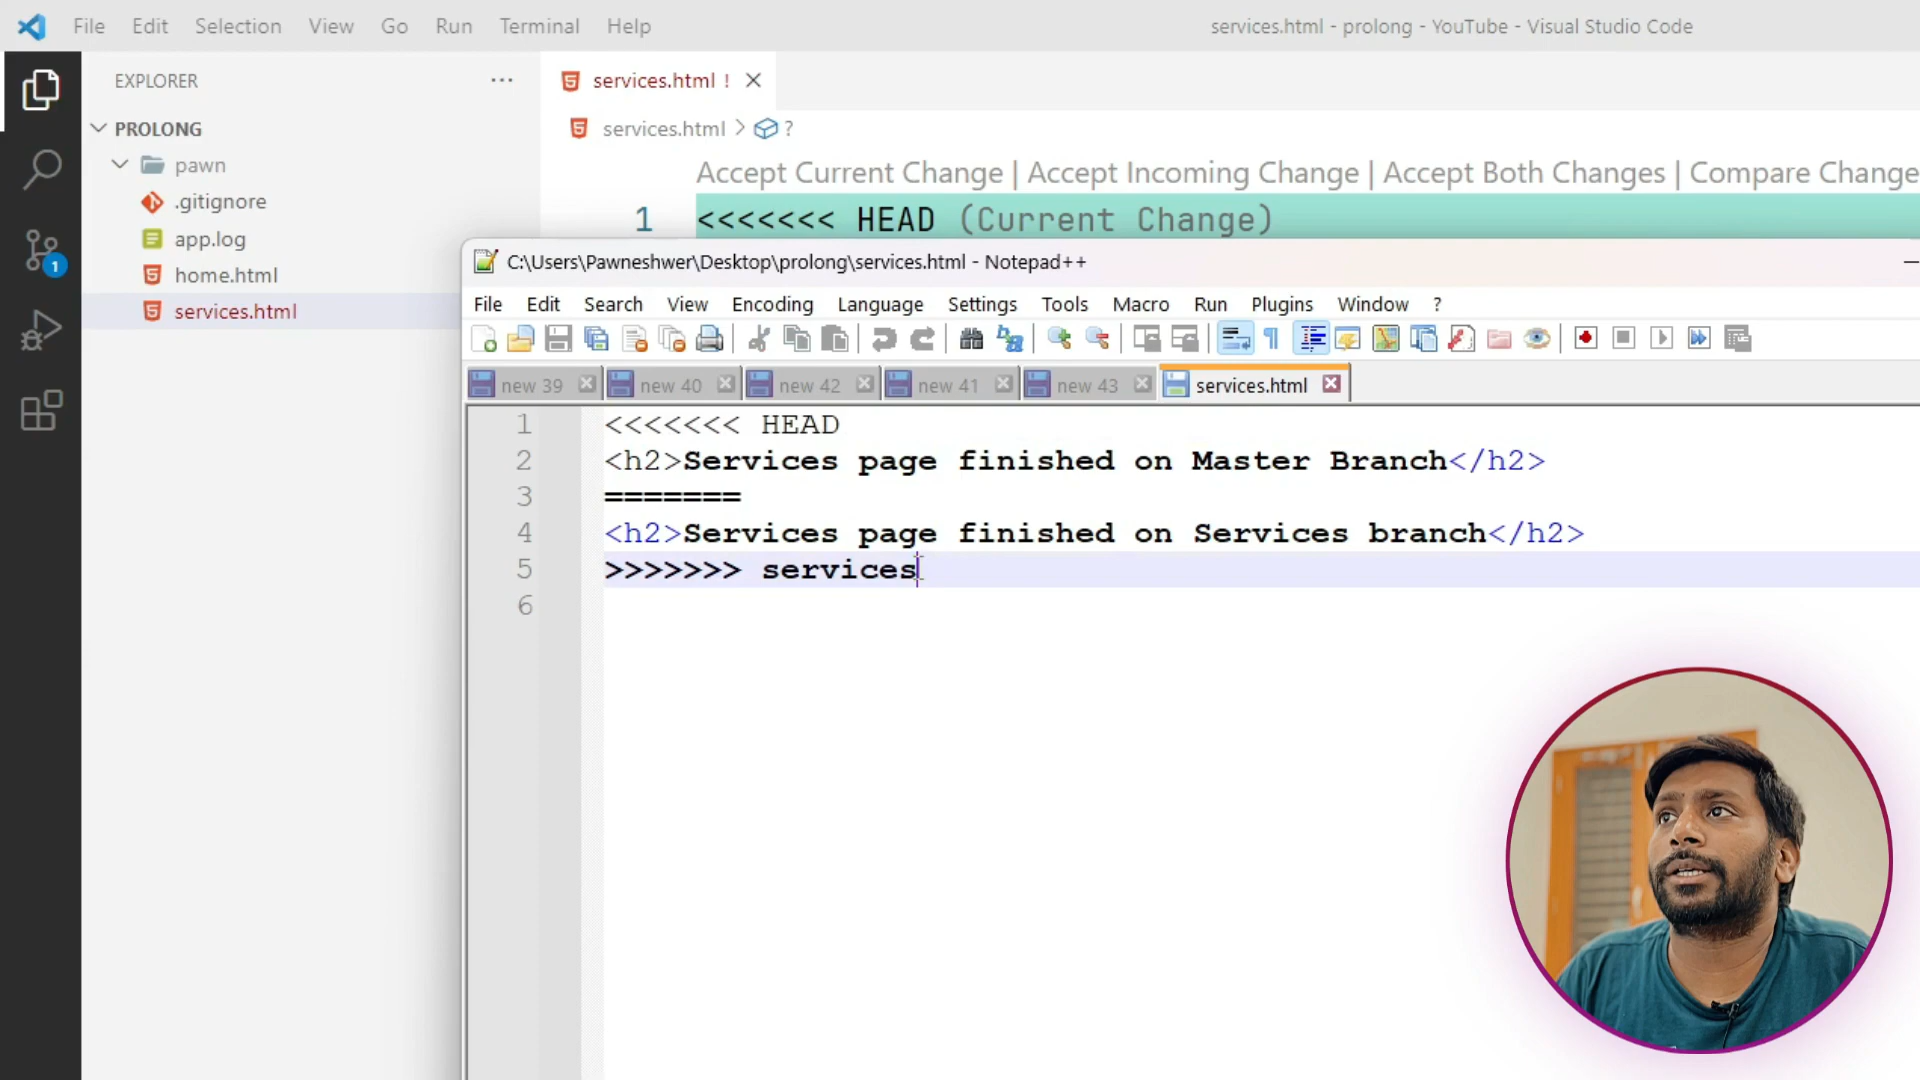 File Edit Selection View Go Run Terminal Help
services.html - prolong - YouTube - Visual Studio Code
EXPLORER
PROLONG
pawn
.gitignore
app.log
home.html
services.html
1
services.html !
services.html > ?
Accept Current Change | Accept Incoming Change | Accept Both Changes | Compare Change
1 <<<<<<< HEAD (Current Change)
C:\Users\Pawneshwer\Desktop\prolong\services.html - Notepad++
File Edit Search View Encoding Language Settings Tools Macro Run Plugins Window ?
new 39 new 40 new 42 new 41 new 43 services.html
1 <<<<<<< HEAD
2 <h2>Services page finished on Master Branch</h2>
3 =======
4 <h2>Services page finished on Services branch</h2>
5 >>>>>>> services
6